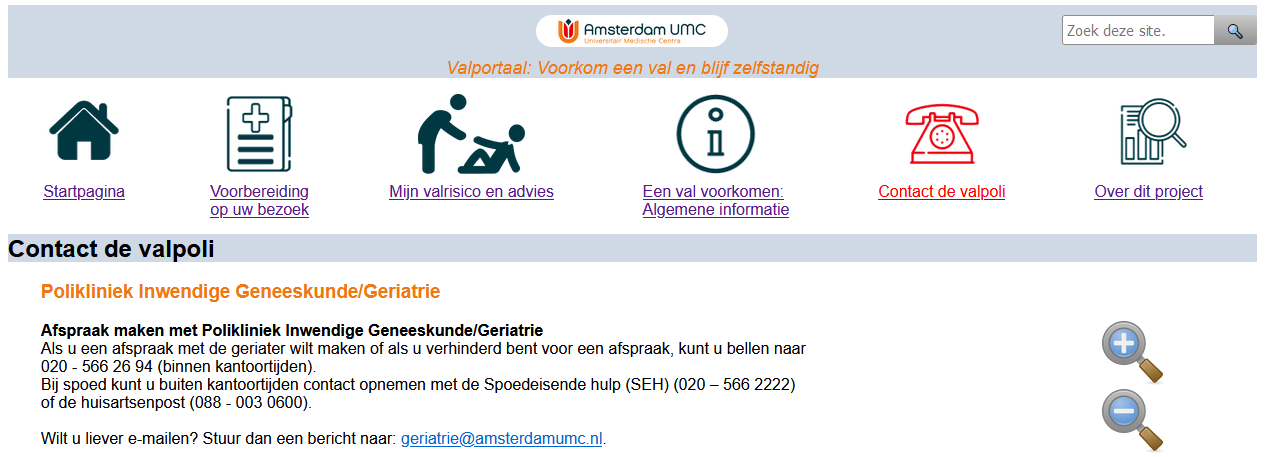 Amsterdam UMC
Universitair Medische Centra
Zoek deze site.
Valportaal: Voorkom een val en blijf zelfstandig
Startpagina
Voorbereiding
op uw bezoek
Mijn valrisico en advies
Een val voorkomen:
Algemene informatie
Contact de valpoli
Over dit project
Contact de valpoli
Polikliniek Inwendige Geneeskunde/Geriatrie
Afspraak maken met Polikliniek Inwendige Geneeskunde/Geriatrie
Als u een afspraak met de geriater wilt maken of als u verhinderd bent voor een afspraak, kunt u bellen naar
020 - 566 26 94 (binnen kantoortijden).
Bij spoed kunt u buiten kantoortijden contact opnemen met de Spoedeisende hulp (SEH) (020 – 566 2222)
of de huisartsenpost (088 - 003 0600).
Wilt u liever e-mailen? Stuur dan een bericht naar: geriatrie@amsterdamumc.nl.